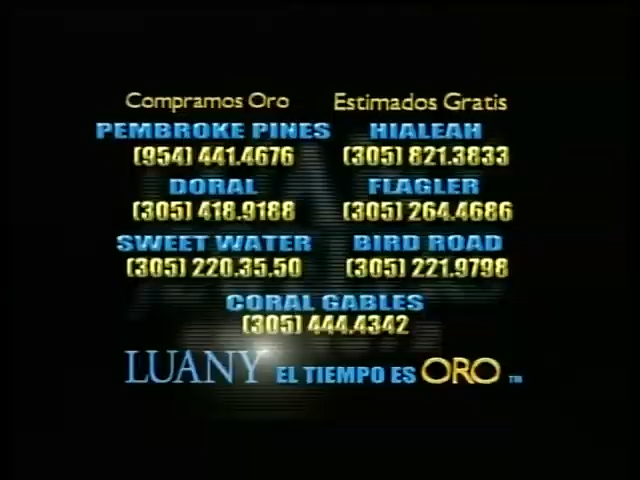 Compramos Oro
Estimados Gratis
PEMBROKE PINES
(954) 441.4676
HIALEAH
(305) 821.3833
DORAL
(305) 418.9188
FLAGLER
(305) 264.4686
SWEET WATER
(305) 220.35.50
BIRD ROAD
(305) 221.9798
CORAL GABLES
(305) 444.4342
LUANY EL TIEMPO ES ORO ™